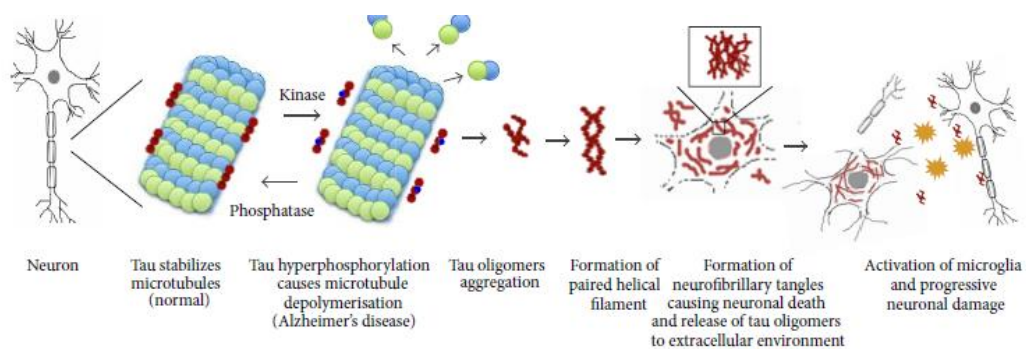 Kinase
Phosphatase
Neuron
Tau stabilizes
microtubules
(normal)
Tau hyperphosphorylation
causes microtubule
depolymerisation
(Alzheimer's disease)
Tau oligomers
aggregation
Formation of
paired helical
filament
Formation of
neurofibrillary tangles
causing neuronal death
and release of tau oligomers
to extracellular environment
Activation of microglia
and progressive
neuronal damage